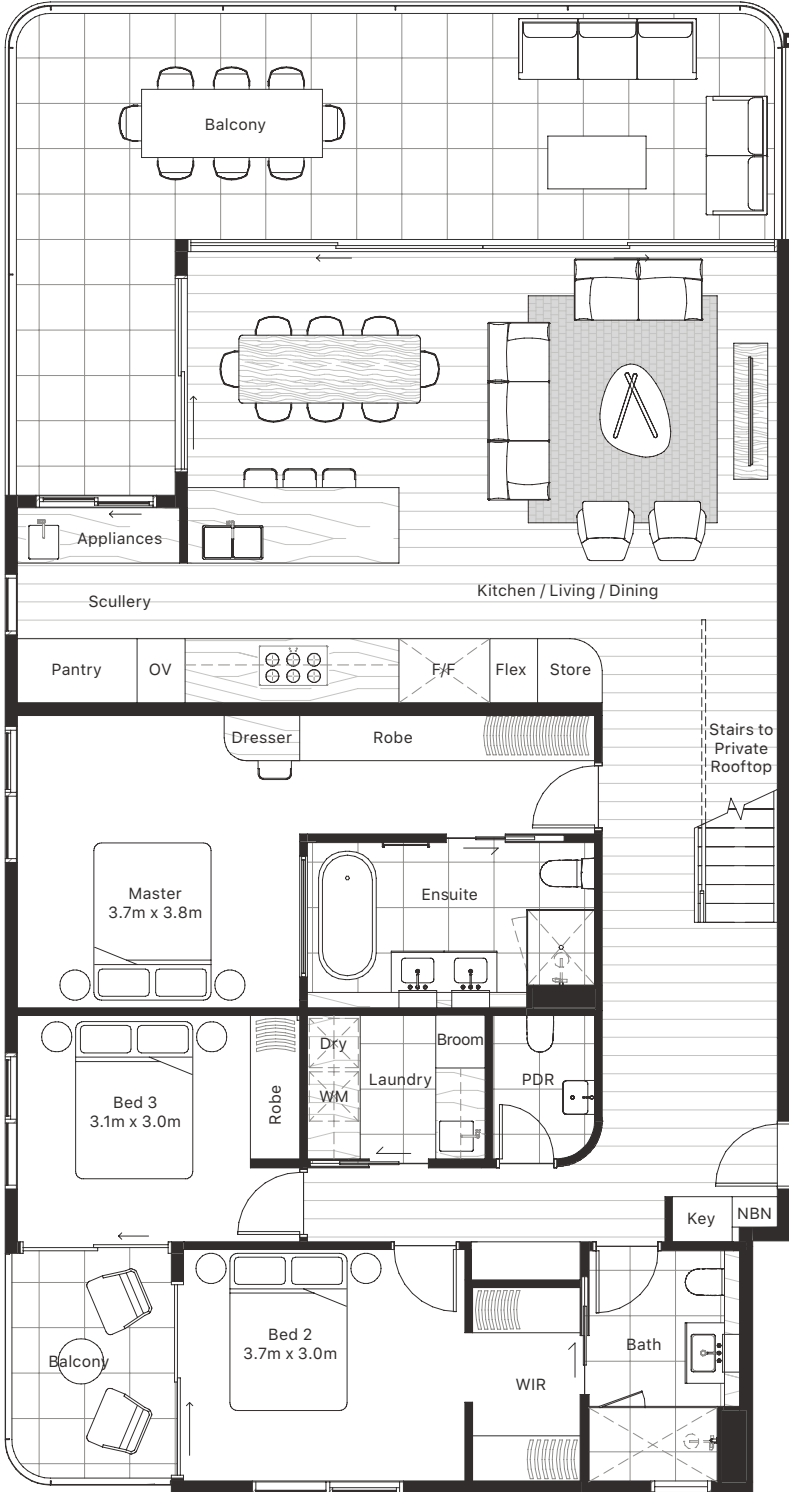 Balcony
Appliances
Scullery
Kitchen / Living / Dining
Pantry
OV
F/F
Flex
Store
Dresser
Robe
Stairs to
Private
Rooftop
Master
3.7m x 3.8m
Ensuite
Dry
Broom
Laundry
PDR
WM
Bed 3
3.1m x 3.0m
Robe
Key
NBN
Bed 2
3.7m x 3.0m
Bath
Balcony
WIR